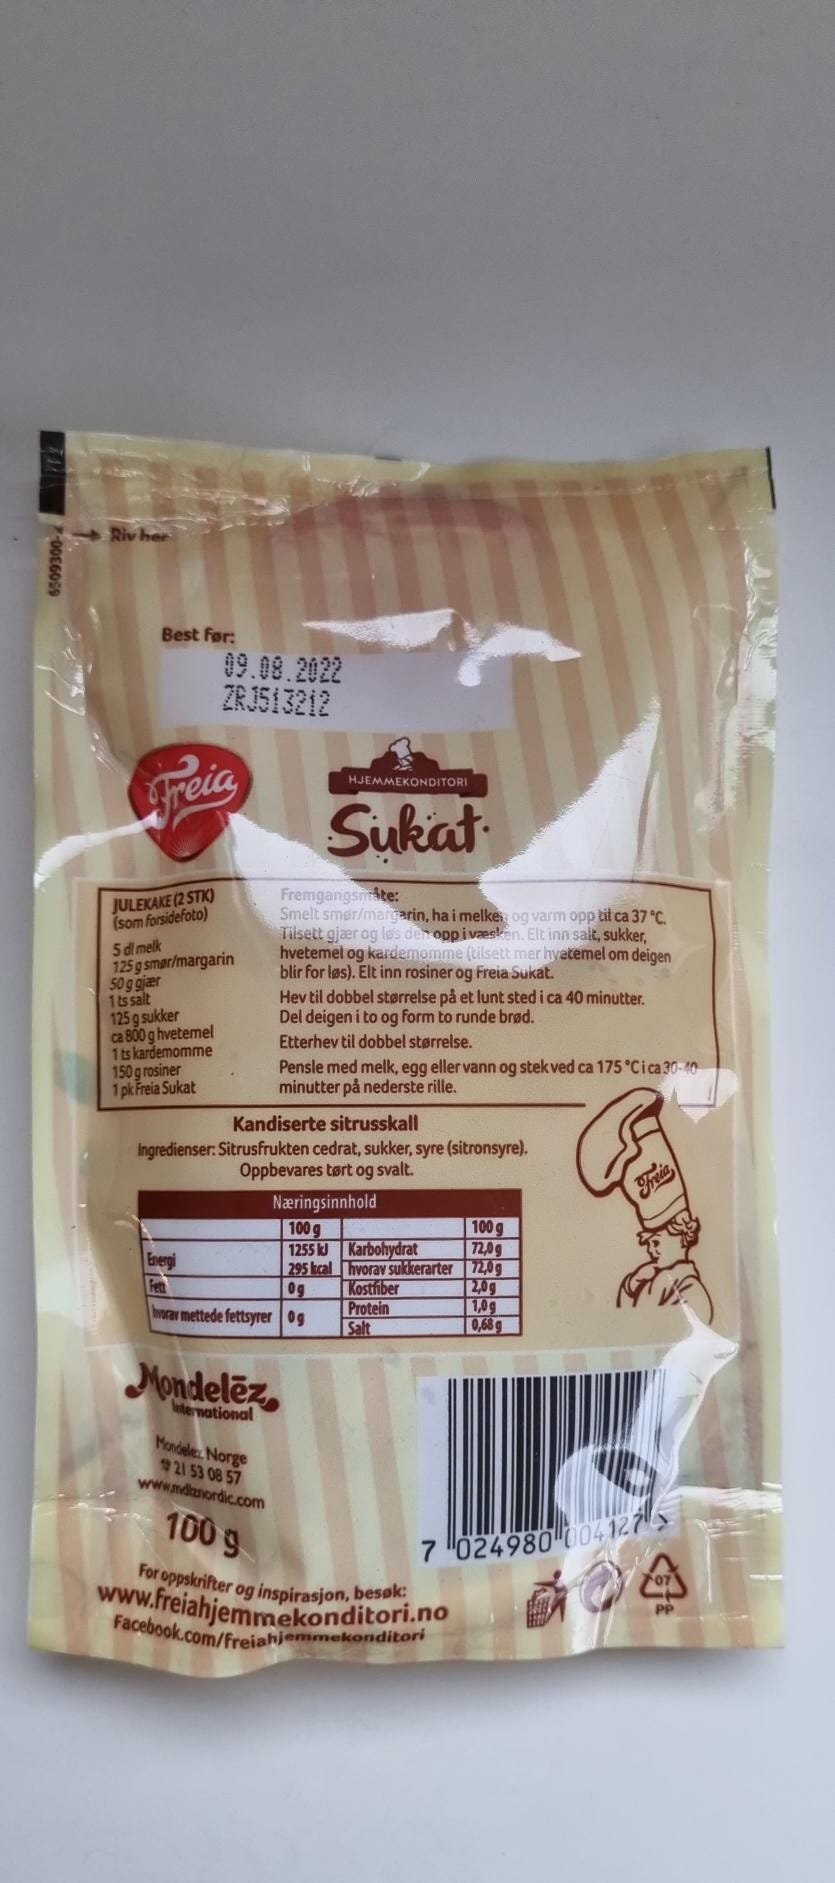 6509300-2
Riv her
Best før:
09.08.2022
ZRJ513212
Freia
HJEMMEKONDITORI
Sukat
JULEKAKE (2 STK)
(som forsidefoto)
5 dl melk
125 g smør/margarin
50 g gjær
1 ts salt
125 g sukker
ca 800 g hvetemel
1 ts kardemomme
150 g rosiner
1 pk Freia Sukat
Fremgangsmåte:
Smelt smør/margarin, ha i melken og varm opp til ca 37 °C.
Tilsett gjær og løs den opp i væsken. Elt inn salt, sukker,
hvetemel og kardemomme (tilsett mer hvetemel om deigen
blir for løs). Elt inn rosiner og Freia Sukat.
Hev til dobbel størrelse på et lunt sted i ca 40 minutter.
Del deigen i to og form to runde brød.
Etterhev til dobbel størrelse.
Pensle med melk, egg eller vann og stek ved ca 175 °C i ca 30-40
minutter på nederste rille.
Kandiserte sitrusskall
Ingredienser: Sitrusfrukten cedrat, sukker, syre (sitronsyre).
Oppbevares tørt og svalt.
Freia
Næringsinnhold
100 g 100 g
Energi 1255 kJ Karbohydrat 72,0 g
295 kcal hvorav sukkerarter 72,0 g
Fett 0 g Kostfiber 2,0 g
hvorav mettede fettsyrer 0 g Protein 1,0 g
Salt 0,68 g
Mondelēz
International
Mondelez Norge
☎ 21 53 08 57
www.mdlznordic.com
100 g
For oppskrifter og inspirasjon, besøk:
www.freiahjemmekonditori.no
Facebook.com/freiahjemmekonditori
7 024980 004127 >
07
PP